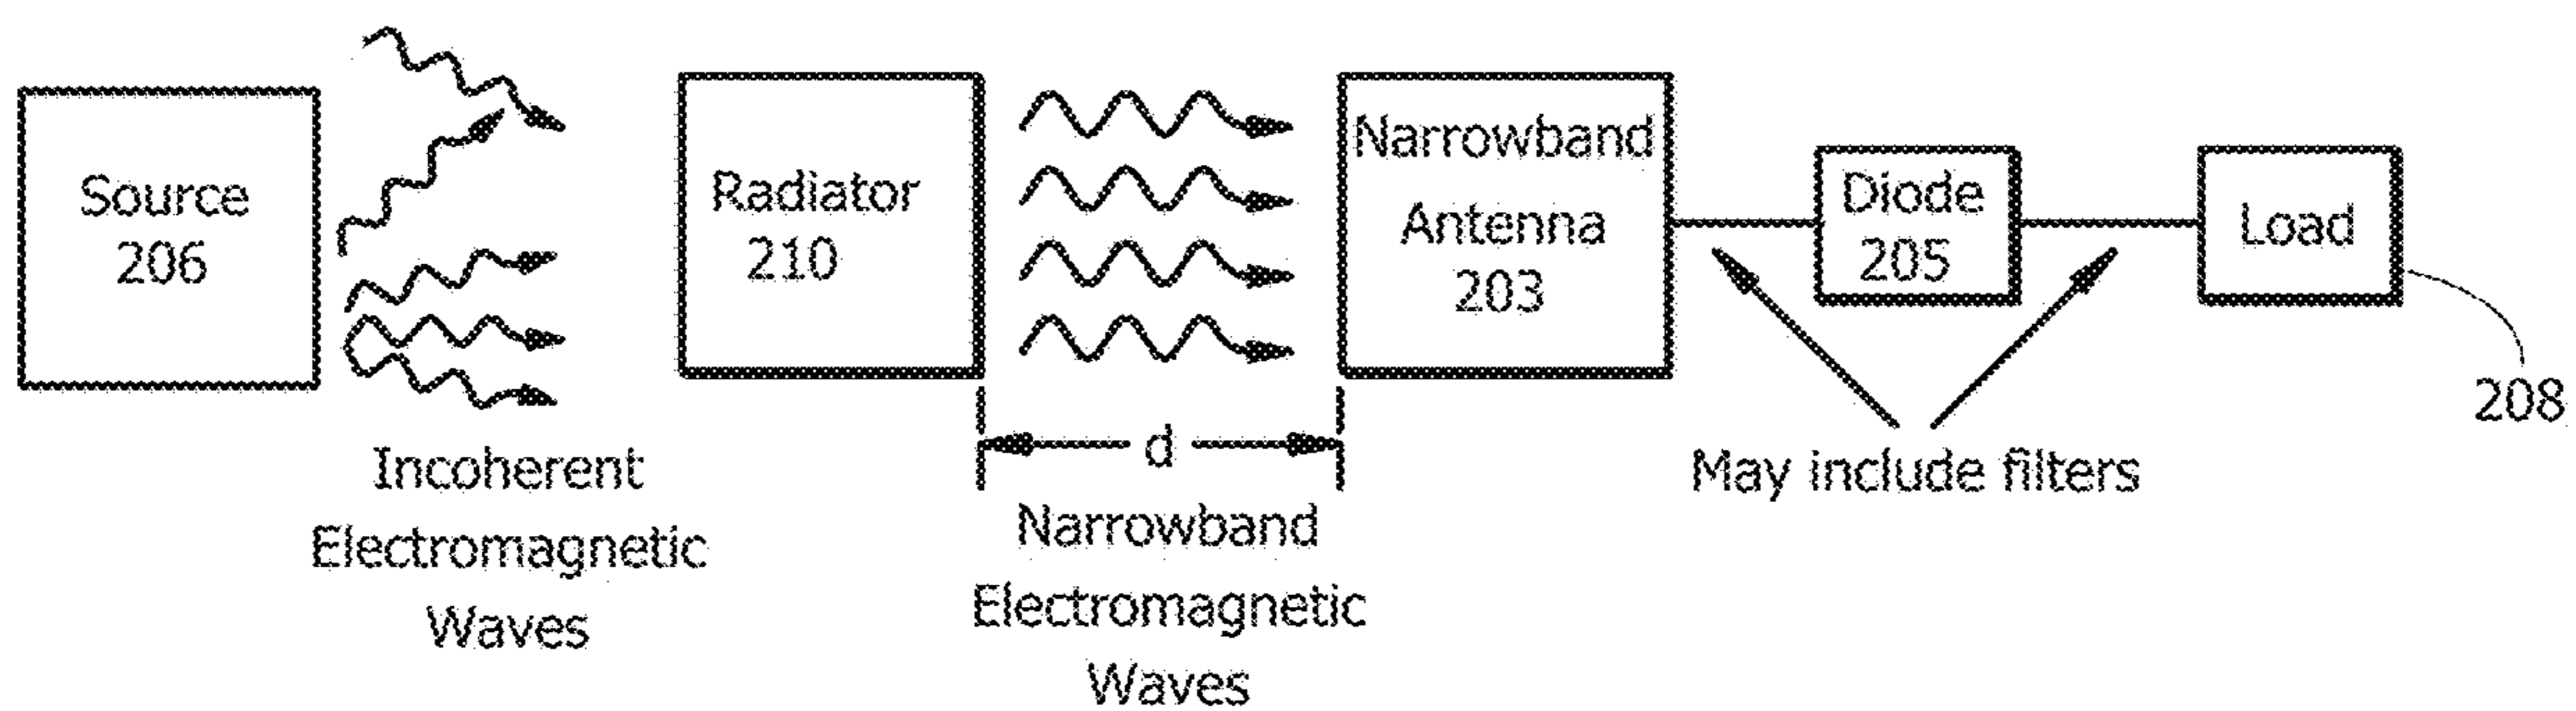 Source
206
Incoherent
Electromagnetic
Waves
Radiator
210
d
Narrowband
Electromagnetic
Waves
Narrowband
Antenna
203
Diode
205
May include filters
Load
208